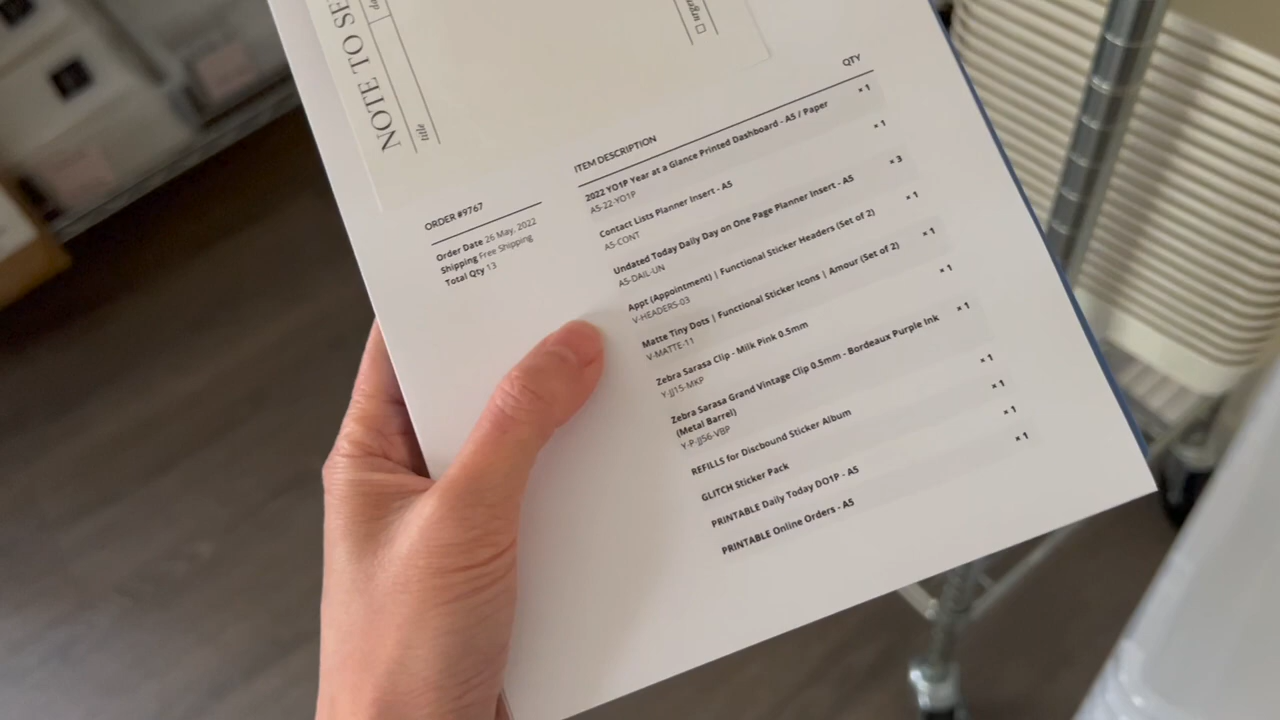 NOTE TO SE
da
title
□ urgen
ORDER #9767
Order Date 26 May, 2022
Shipping Free Shipping
Total Qty 13
ITEM DESCRIPTION QTY
2022 YO1P Year at a Glance Printed Dashboard - A5 / Paper × 1
A5-22-YO1P
Contact Lists Planner Insert - A5 × 1
A5-CONT
Undated Today Daily Day on One Page Planner Insert - A5 × 3
A5-DAIL-UN
Appt (Appointment) | Functional Sticker Headers (Set of 2) × 1
V-HEADERS-03
Matte Tiny Dots | Functional Sticker Icons | Amour (Set of 2) × 1
V-MATTE-11
Zebra Sarasa Clip - Milk Pink 0.5mm × 1
Y-JJ15-MKP
Zebra Sarasa Grand Vintage Clip 0.5mm - Bordeaux Purple Ink × 1
(Metal Barrel)
Y-P-JJ56-VBP
REFILLS for Discbound Sticker Album × 1
GLITCH Sticker Pack × 1
PRINTABLE Daily Today DO1P - A5 × 1
PRINTABLE Online Orders - A5 × 1